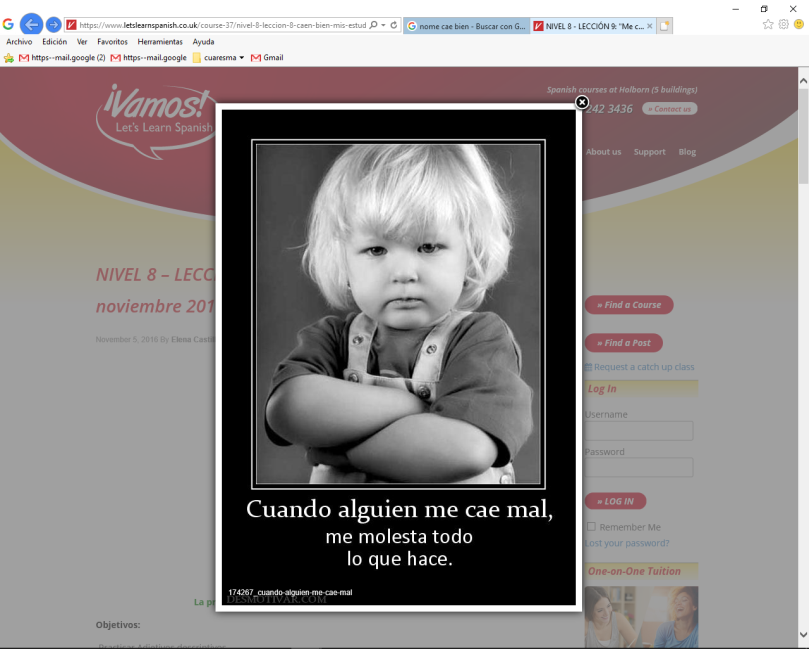 https://www.letslearnspanish.co.uk/course-37/nivel-8-leccion-8-caen-bien-mis-estud
nome cae bien - Buscar con G...
NIVEL 8 - LECCIÓN 9: "Me c...
Archivo Edición Ver Favoritos Herramientas Ayuda
https--mail.google (2) https--mail.google cuaresma Gmail
¡Vamos!
Let's Learn Spanish
Spanish courses at Holborn (5 buildings)
242 3436 » Contact us
About us Support Blog
NIVEL 8 – LECC
noviembre 201
November 5, 2016 By Elena Casti
» Find a Course
» Find a Post
Request a catch up class
Log In
Username
Password
» LOG IN
Remember Me
Lost your password?
One-on-One Tuition
Cuando alguien me cae mal,
me molesta todo
lo que hace.
174267_cuando-alguien-me-cae-mal
DESMOTIVAR.COM
La p
Objetivos: